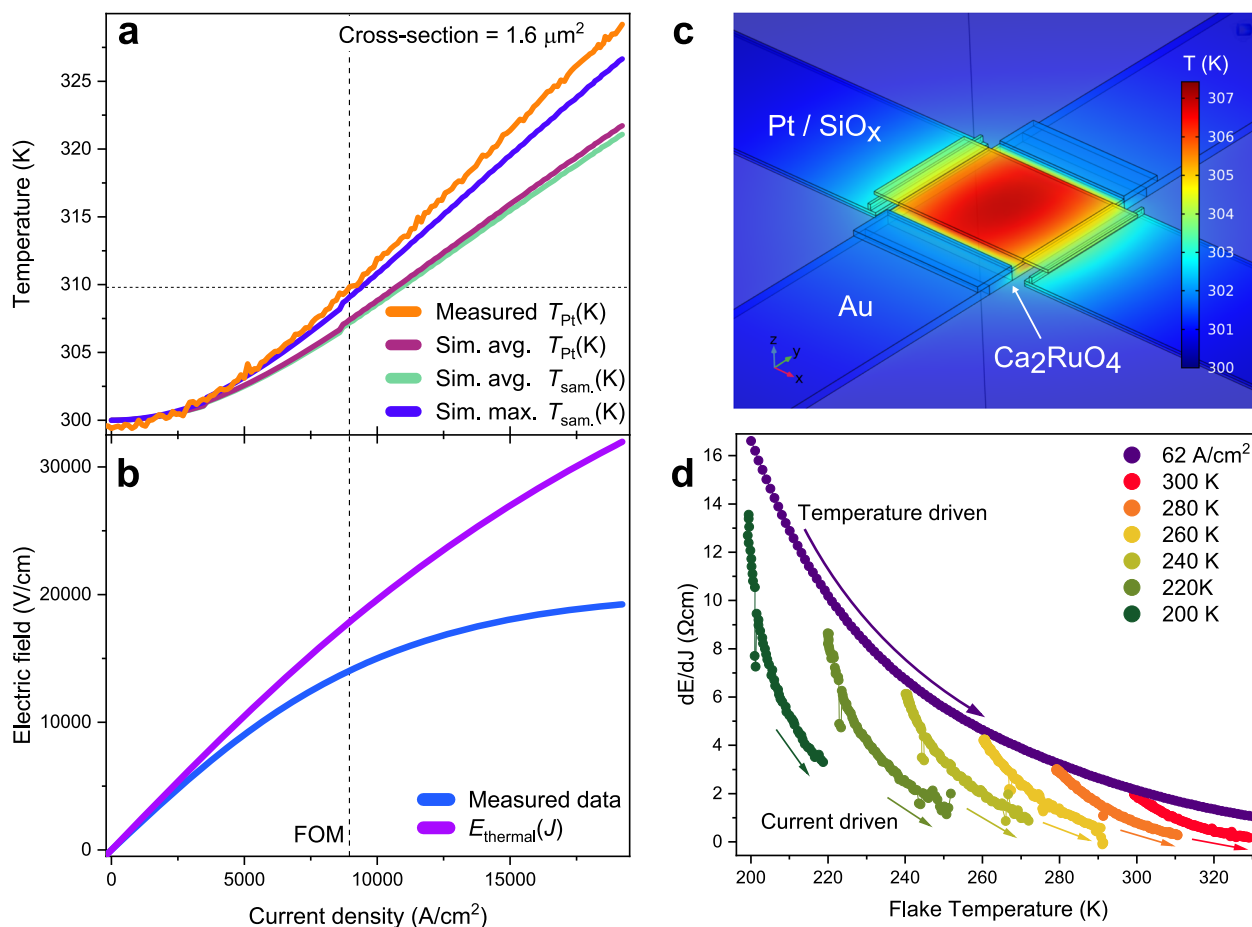 a
Cross-section = 1.6 μm²
Temperature (K)
325
320
315
310
305
300
Measured T_Pt(K)
Sim. avg. T_Pt(K)
Sim. avg. T_sam.(K)
Sim. max. T_sam.(K)
b
Electric field (V/cm)
30000
20000
10000
0
FOM
Measured data
E_thermal(J)
0
5000
10000
15000
Current density (A/cm²)
c
T (K)
307
306
305
304
303
302
301
300
Pt / SiOₓ
Au
Ca₂RuO₄
z
y
x
d
dE/dJ (Ωcm)
16
14
12
10
8
6
4
2
0
62 A/cm²
300 K
280 K
260 K
240 K
220K
200 K
Temperature driven
Current driven
200
220
240
260
280
300
320
Flake Temperature (K)